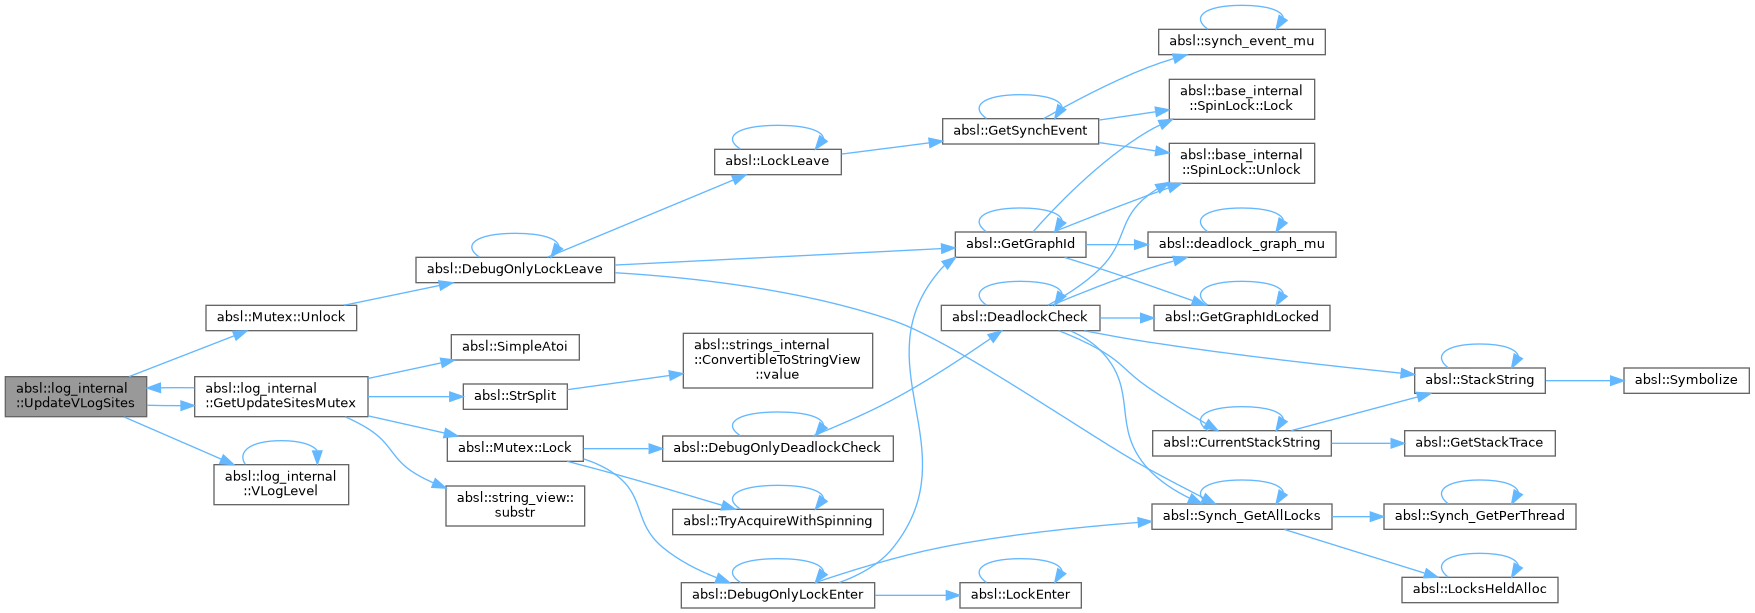 absl::log_internal
::UpdateVLogSites
absl::Mutex::Unlock
absl::log_internal
::GetUpdateSitesMutex
absl::log_internal
::VLogLevel
absl::DebugOnlyLockLeave
absl::SimpleAtoi
absl::StrSplit
absl::Mutex::Lock
absl::string_view::
substr
absl::LockLeave
absl::strings_internal
::ConvertibleToStringView
::value
absl::DebugOnlyDeadlockCheck
absl::TryAcquireWithSpinning
absl::DebugOnlyLockEnter
absl::GetSynchEvent
absl::GetGraphId
absl::DeadlockCheck
absl::LockEnter
absl::synch_event_mu
absl::base_internal
::SpinLock::Lock
absl::base_internal
::SpinLock::Unlock
absl::deadlock_graph_mu
absl::GetGraphIdLocked
absl::CurrentStackString
absl::Synch_GetAllLocks
absl::StackString
absl::GetStackTrace
absl::Synch_GetPerThread
absl::LocksHeldAlloc
absl::Symbolize